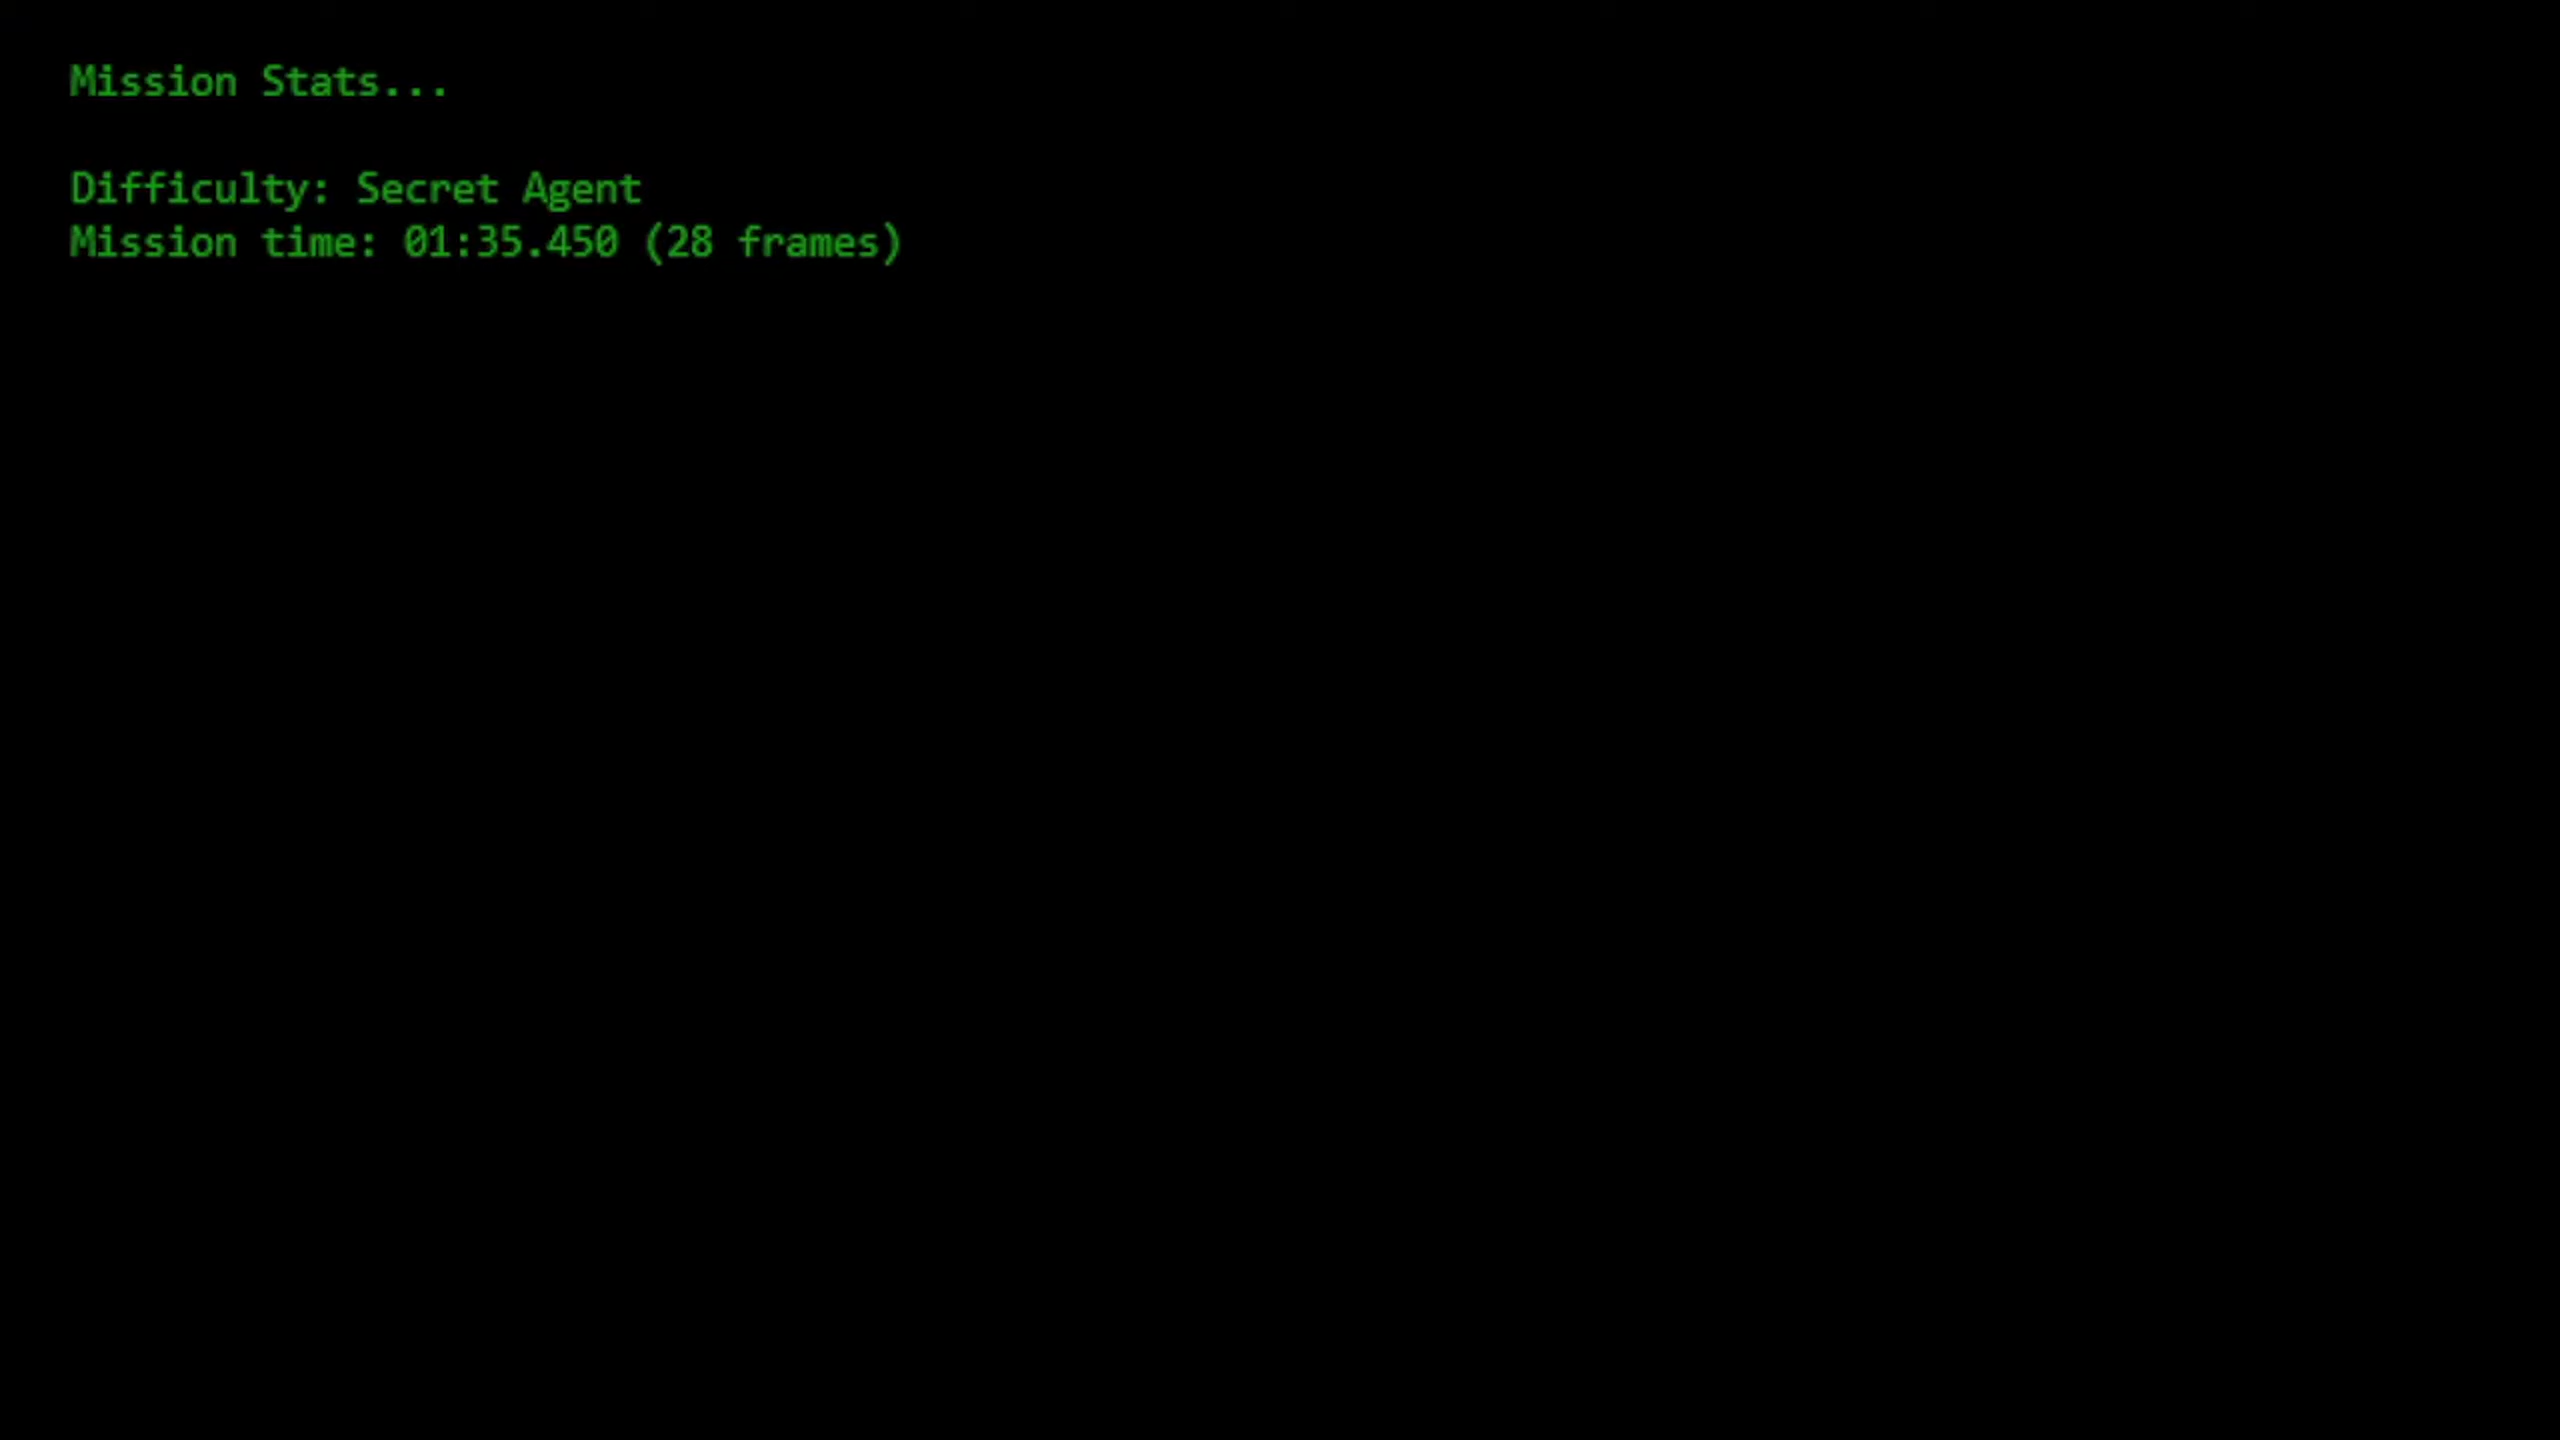 Mission Stats...
Difficulty: Secret Agent
Mission time: 01:35.450 (28 frames)